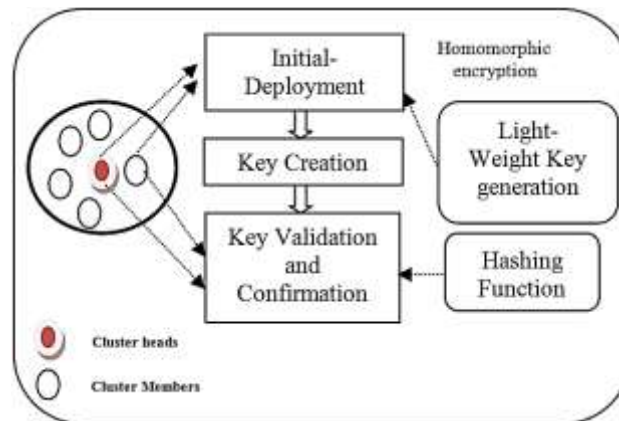 Initial-
Deployment
Homomorphic
encryption
Light-
Weight Key
generation
Key Creation
Key Validation
and
Confirmation
Hashing
Function
Cluster heads
Cluster Members